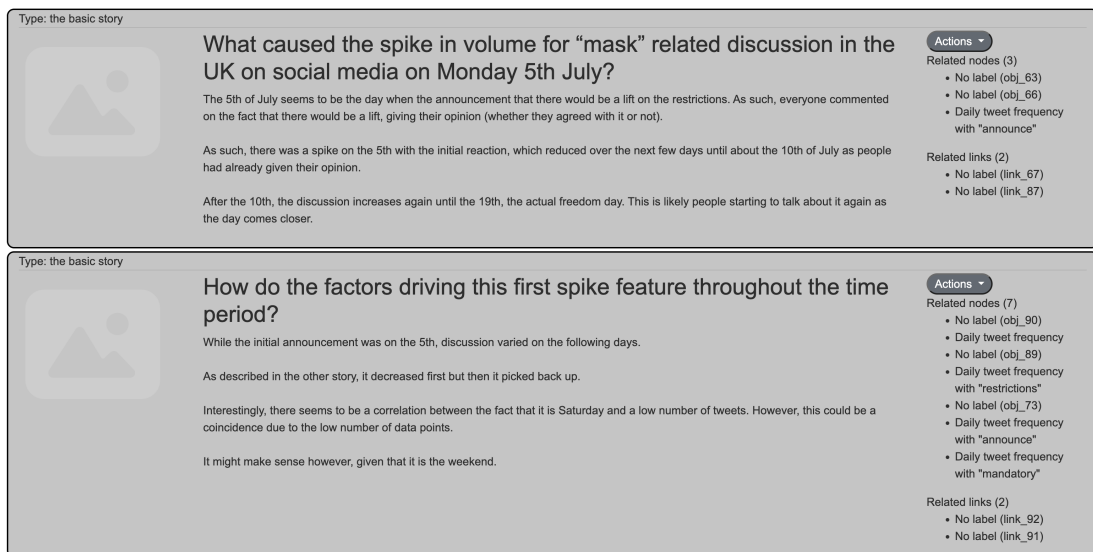 Type: the basic story
What caused the spike in volume for “mask” related discussion in the
UK on social media on Monday 5th July?
The 5th of July seems to be the day when the announcement that there would be a lift on the restrictions. As such, everyone commented
on the fact that there would be a lift, giving their opinion (whether they agreed with it or not).
As such, there was a spike on the 5th with the initial reaction, which reduced over the next few days until about the 10th of July as people
had already given their opinion.
After the 10th, the discussion increases again until the 19th, the actual freedom day. This is likely people starting to talk about it again as
the day comes closer.
Actions
Related nodes (3)
No label (obj_63)
No label (obj_66)
Daily tweet frequency
with "announce"
Related links (2)
No label (link_67)
No label (link_87)
Type: the basic story
How do the factors driving this first spike feature throughout the time
period?
While the initial announcement was on the 5th, discussion varied on the following days.
As described in the other story, it decreased first but then it picked back up.
Interestingly, there seems to be a correlation between the fact that it is Saturday and a low number of tweets. However, this could be a
coincidence due to the low number of data points.
It might make sense however, given that it is the weekend.
Actions
Related nodes (7)
No label (obj_90)
Daily tweet frequency
No label (obj_89)
Daily tweet frequency
with "restrictions"
No label (obj_73)
Daily tweet frequency
with "announce"
Daily tweet frequency
with "mandatory"
Related links (2)
No label (link_92)
No label (link_91)